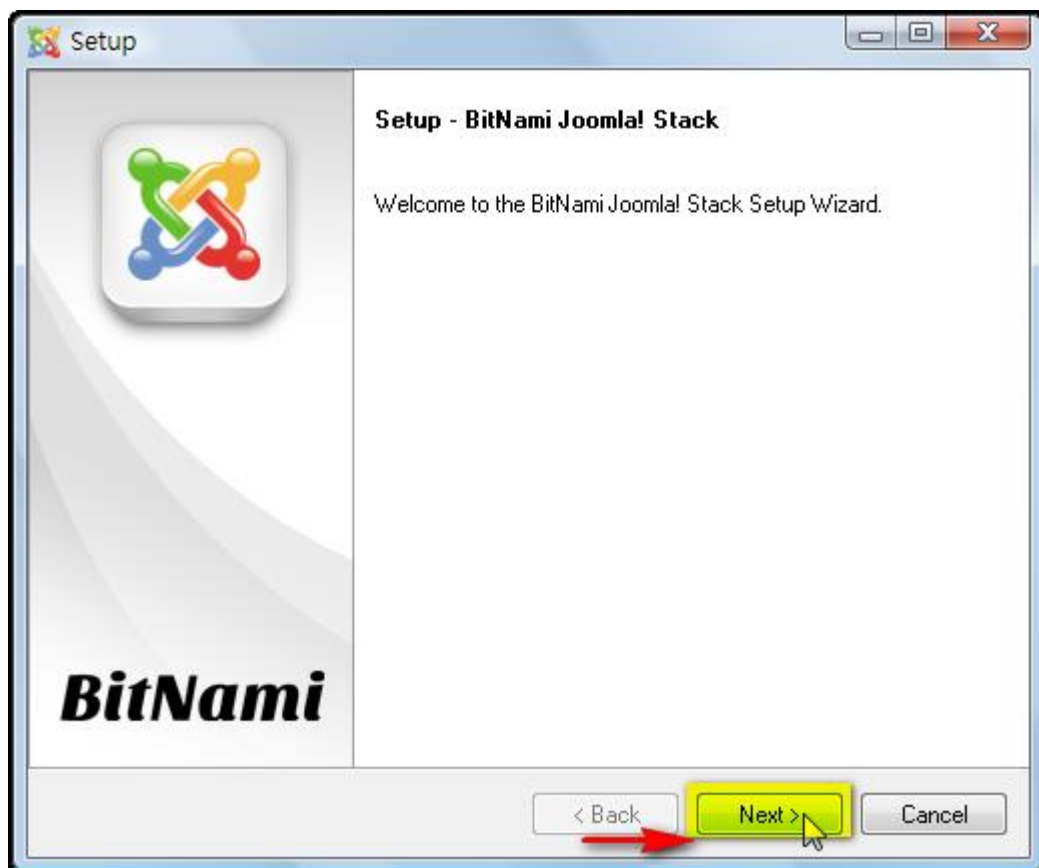 Setup
Setup - BitNami Joomla! Stack
Welcome to the BitNami Joomla! Stack Setup Wizard.
BitNami
< Back
Next >
Cancel